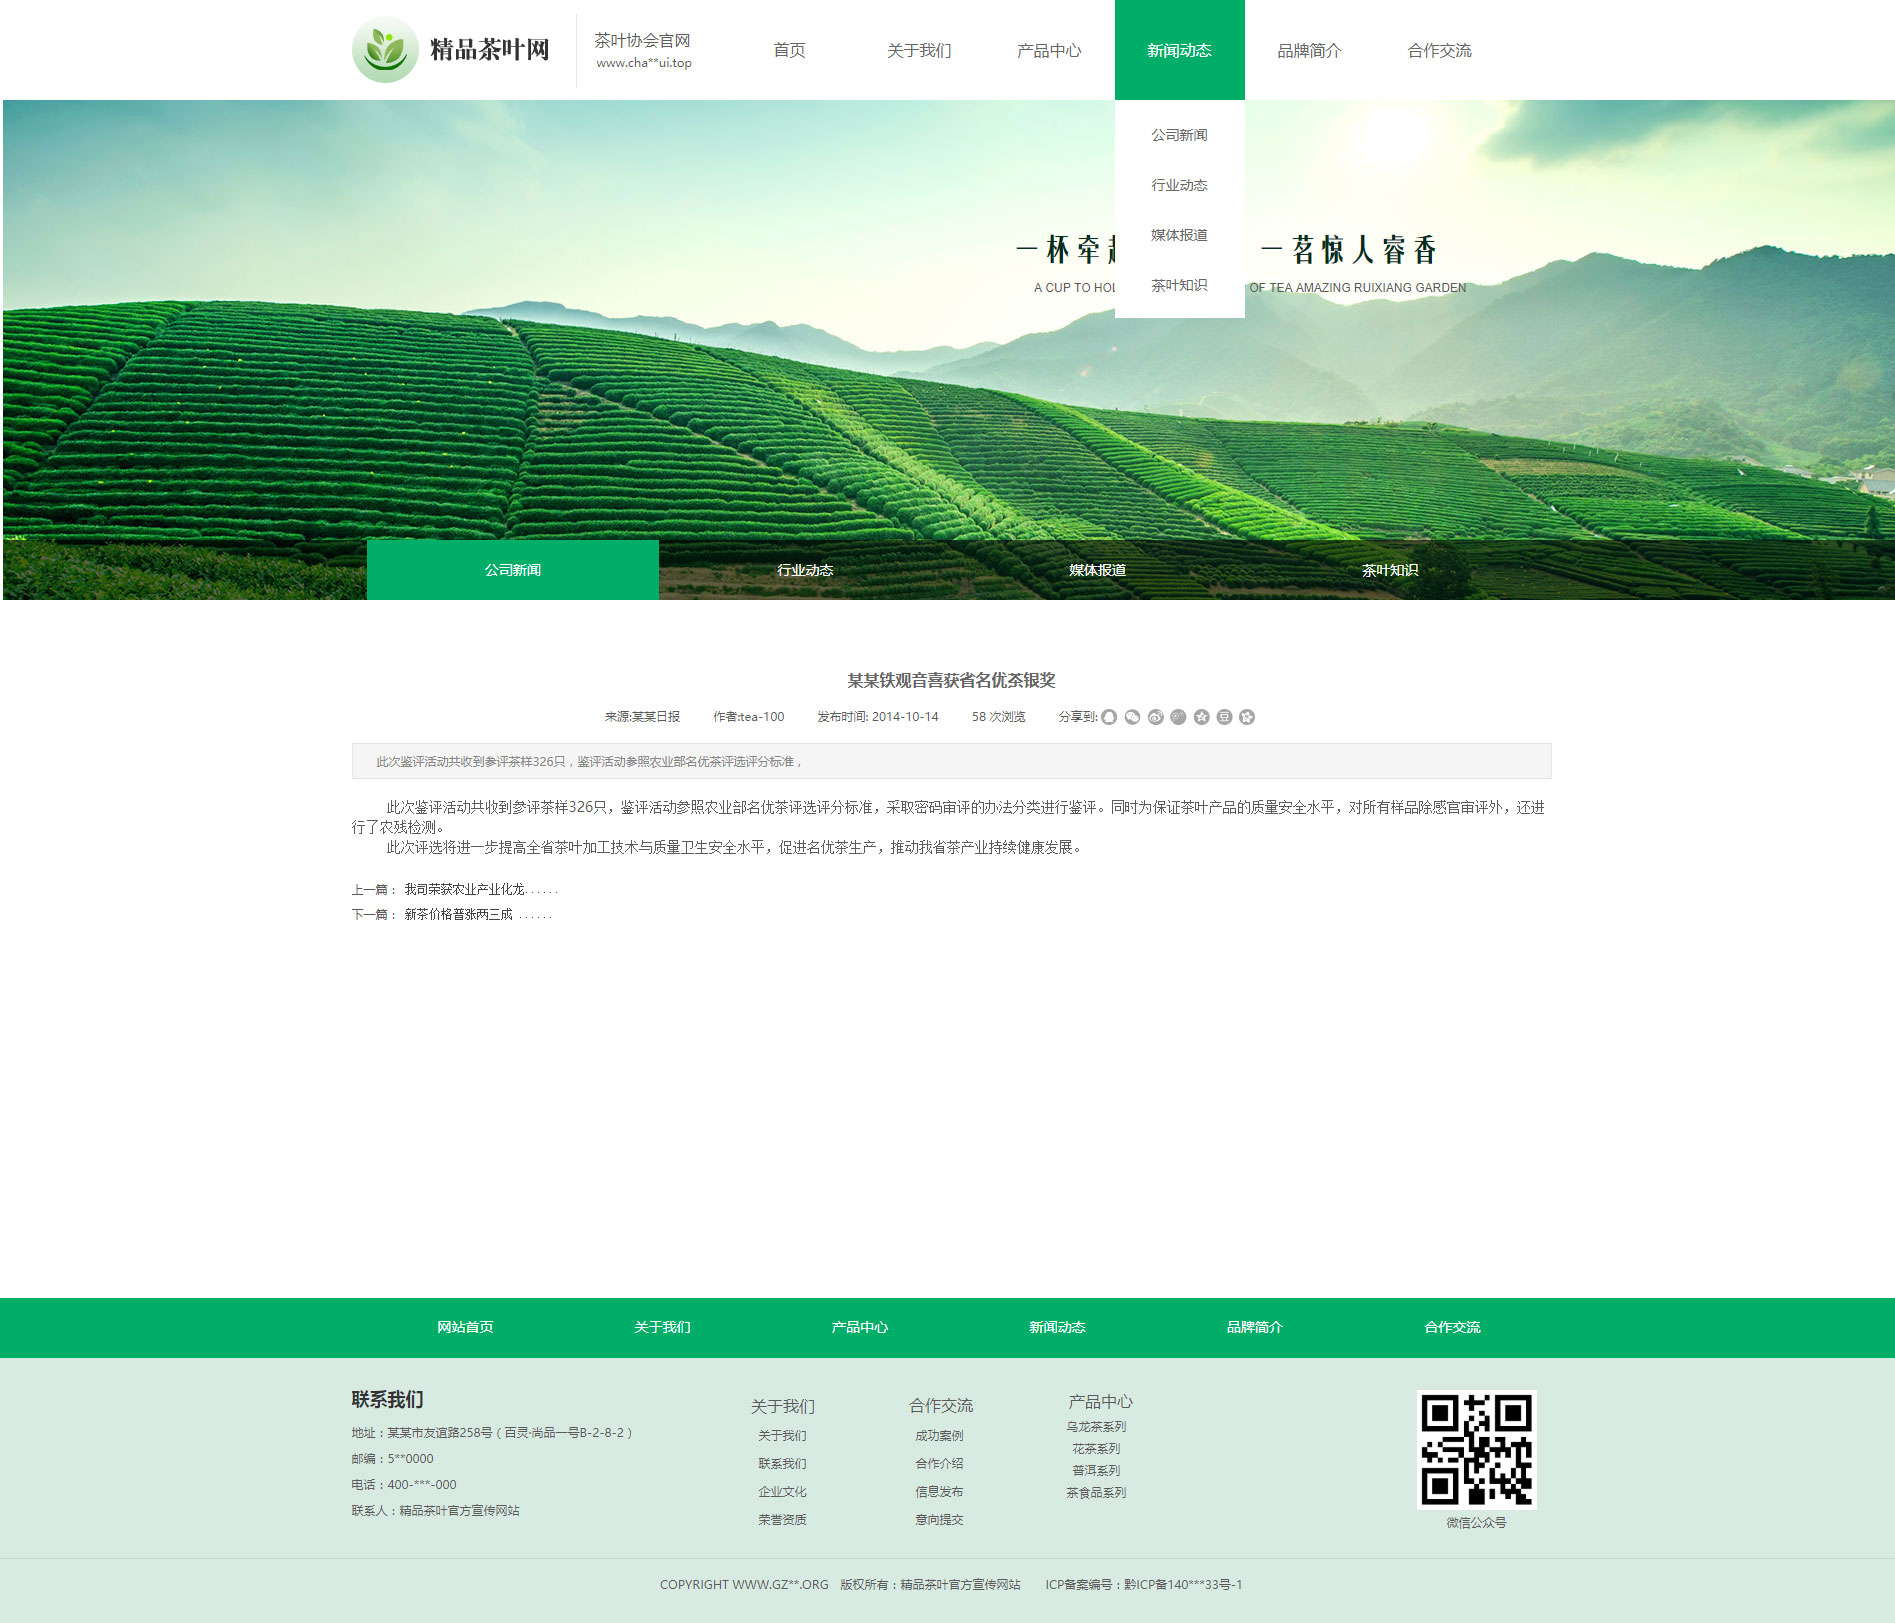 精品茶叶网
茶叶协会官网
www.cha**ui.top
首页 关于我们 产品中心 新闻动态 品牌简介 合作交流
公司新闻
行业动态
媒体报道
茶叶知识
一杯牵 一茗惊人睿香
A CUP TO HOL OF TEA AMAZING RUIXIANG GARDEN
公司新闻 行业动态 媒体报道 茶叶知识
某某铁观音喜获省名优茶银奖
来源:某某日报 作者:tea-100 发布时间: 2014-10-14 58 次浏览 分享到:
此次鉴评活动共收到参评茶样326只，鉴评活动参照农业部名优茶评选评分标准，
此次鉴评活动共收到参评茶样326只，鉴评活动参照农业部名优茶评选评分标准，采取密码审评的办法分类进行鉴评。同时为保证茶叶产品的质量安全水平，对所有样品除感官审评外，还进
行了农残检测。
此次评选将进一步提高全省茶叶加工技术与质量卫生安全水平，促进名优茶生产，推动我省茶产业持续健康发展。
上一篇： 我司荣获农业产业化龙......
下一篇： 新茶价格普涨两三成 ......
网站首页 关于我们 产品中心 新闻动态 品牌简介 合作交流
联系我们
地址：某某市友谊路258号（百灵·尚品一号B-2-8-2）
邮编：5**0000
电话：400-***-000
联系人：精品茶叶官方宣传网站
关于我们
关于我们
联系我们
企业文化
荣誉资质
合作交流
成功案例
合作介绍
信息发布
意向提交
产品中心
乌龙茶系列
花茶系列
普洱系列
茶食品系列
微信公众号
COPYRIGHT WWW.GZ**.ORG 版权所有：精品茶叶官方宣传网站 ICP备案编号：黔ICP备140***33号-1